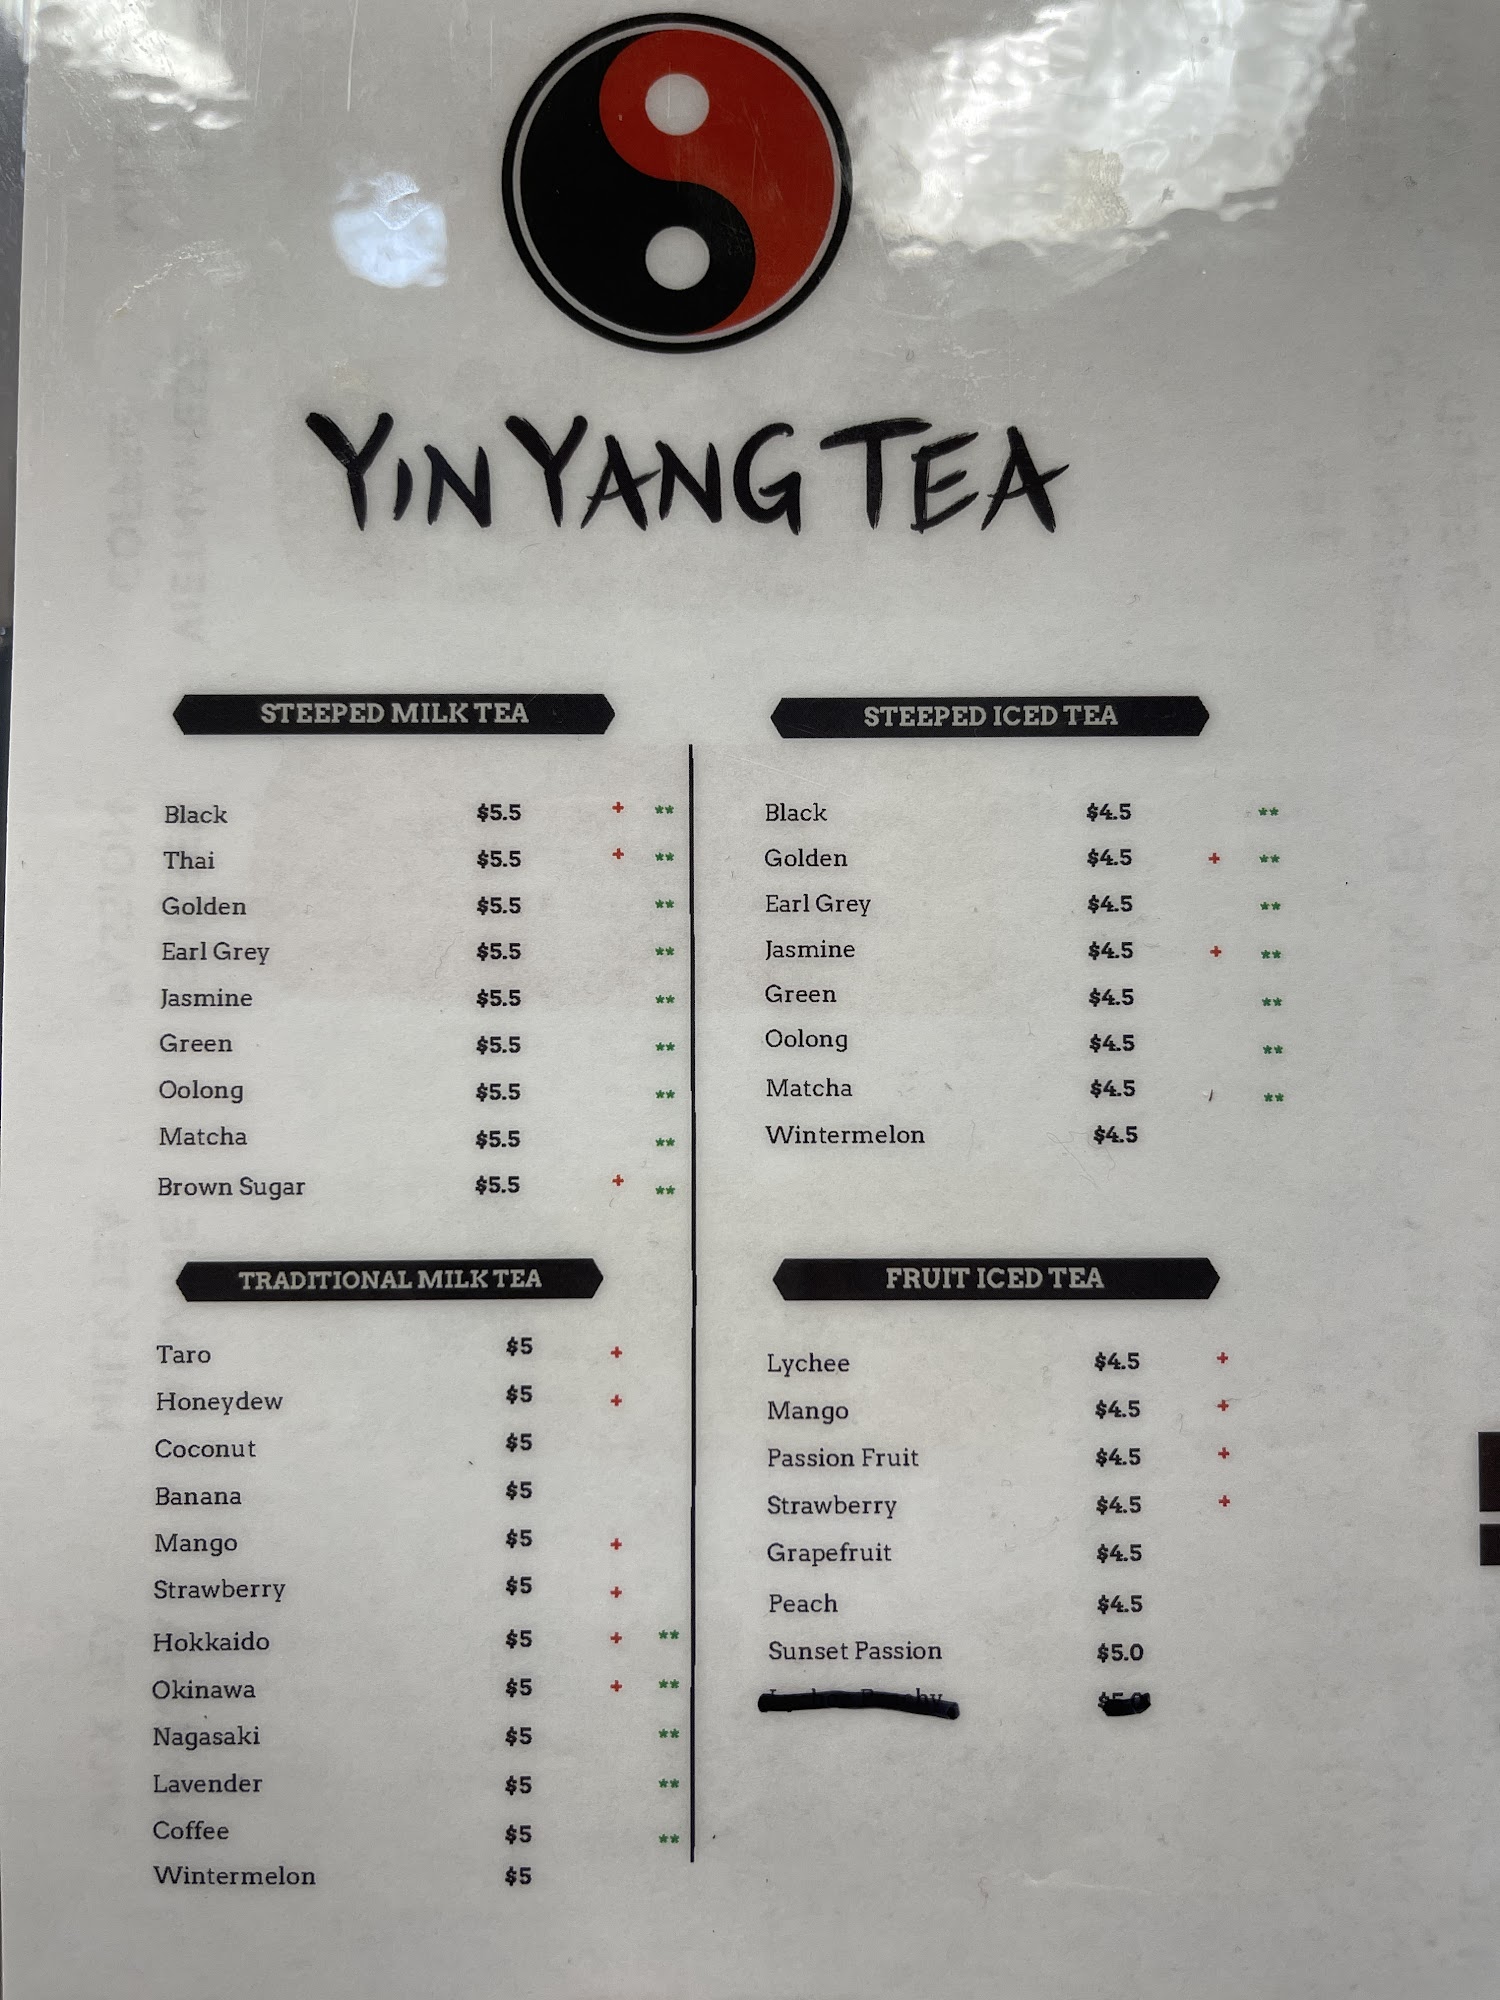 YIN YANG TEA
STEEPED MILK TEA
Black $5.5 + **
Thai $5.5 + **
Golden $5.5 **
Earl Grey $5.5 **
Jasmine $5.5 **
Green $5.5 **
Oolong $5.5 **
Matcha $5.5 **
Brown Sugar $5.5 + **
TRADITIONAL MILK TEA
Taro $5 +
Honeydew $5 +
Coconut $5
Banana $5
Mango $5 +
Strawberry $5 +
Hokkaido $5 + **
Okinawa $5 + **
Nagasaki $5 **
Lavender $5 **
Coffee $5 **
Wintermelon $5
STEEPED ICED TEA
Black $4.5 **
Golden $4.5 + **
Earl Grey $4.5 **
Jasmine $4.5 + **
Green $4.5 **
Oolong $4.5 **
Matcha $4.5 **
Wintermelon $4.5
FRUIT ICED TEA
Lychee $4.5 +
Mango $4.5 +
Passion Fruit $4.5 +
Strawberry $4.5 +
Grapefruit $4.5
Peach $4.5
Sunset Passion $5.0